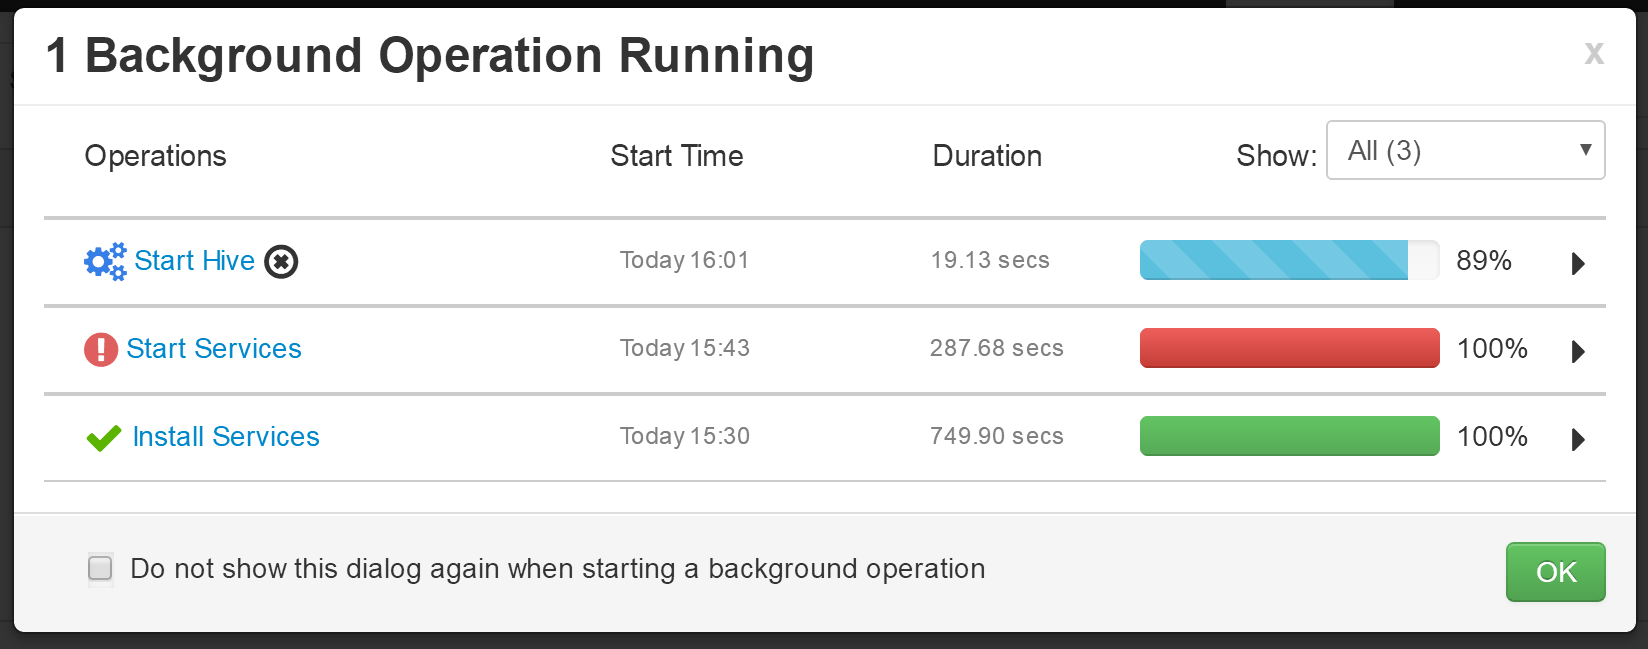 1 Background Operation Running x
Operations Start Time Duration Show: All (3)
Start Hive Today 16:01 19.13 secs 89%
Start Services Today 15:43 287.68 secs 100%
Install Services Today 15:30 749.90 secs 100%
Do not show this dialog again when starting a background operation OK